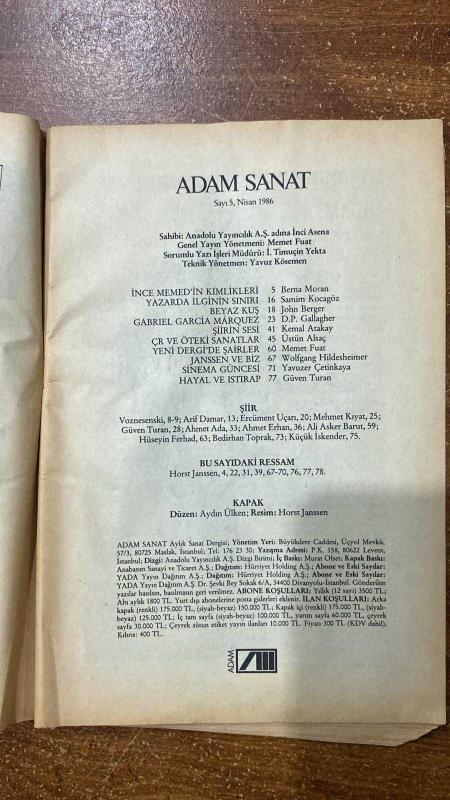 ADAM SANAT
Sayı 5, Nisan 1986
Sahibi: Anadolu Yayıncılık A.Ş. adına İnci Asena
Genel Yayın Yönetmeni: Memet Fuat
Sorumlu Yazı İşleri Müdürü: İ. Timuçin Yekta
Teknik Yönetmen: Yavuz Kösemen
İNCE MEMED'İN KİMLİKLERİ 5 Berna Moran
YAZARDA İLGİNİN SINIRI 16 Samim Kocagöz
BEYAZ KUŞ 18 John Berger
GABRIEL GARCÍA MÁRQUEZ 23 D.P. Gallagher
ŞİİRİN SESİ 41 Kemal Atakay
ÇR VE ÖTEKİ SANATLAR 45 Üstün Alsaç
YENİ DERGİ'DE ŞAİRLER 60 Memet Fuat
JANSSEN VE BİZ 67 Wolfgang Hildesheimer
SİNEMA GÜNCESİ 71 Yavuzer Çetinkaya
HAYAL VE ISTIRAP 77 Güven Turan
ŞİİR
Voznesenski, 8-9; Arif Damar, 13; Ercüment Uçarı, 20; Mehmet Kıyat, 25;
Güven Turan, 28; Ahmet Ada, 33; Ahmet Erhan, 36; Ali Asker Barut, 59;
Hüseyin Ferhad, 63; Bedirhan Toprak, 73; Küçük İskender, 75.
BU SAYIDAKİ RESSAM
Horst Janssen, 4, 22, 31, 39, 67-70, 76, 77, 78.
KAPAK
Düzen: Aydın Ülken; Resim: Horst Janssen
ADAM SANAT Aylık Sanat Dergisi; Yönetim Yeri: Büyükdere Caddesi, Üçyol Mevkii,
57/3, 80725 Maslak, İstanbul; Tel: 176 23 30; Yazışma Adresi: P.K. 158, 80622 Levent,
İstanbul; Dizgi: Anadolu Yayıncılık A.Ş. Dizgi Birimi; İç Baskı: Murat Ofset; Kapak Baskı:
Anabasım Sanayi ve Ticaret A.Ş.; Dağıtım: Hürriyet Holding A.Ş.; Abone ve Eski Sayılar:
YADA Yayın Dağıtım A.Ş.; Dağıtım: Hürriyet Holding A.Ş.; Abone ve Eski Sayılar:
YADA Yayın Dağıtım A.Ş. Dr. Şevki Bey Sokak 6/A, 34400 Divanyolu-İstanbul. Gönderilen
yazılar basılsın, basılmasın geri verilmez. ABONE KOŞULLARI: Yıllık (12 sayı) 3500 TL;
Altı aylık 1800 TL. Yurt dışı abonelerine posta giderleri eklenir. İLAN KOŞULLARI: Arka
kapak (renkli) 175.000 TL, (siyah-beyaz) 150.000 TL; Kapak içi (renkli) 175.000 TL, (siyah-
beyaz) 125.000 TL; İç tam sayfa (siyah-beyaz) 100.000 TL, yarım sayfa 60.000 TL, çeyrek
sayfa 30.000 TL; Çeyrek sütun etiket yayın ilanları 10.000 TL. Fiyatı 300 TL (KDV dahil),
Kıbrıs: 400 TL.
ADAM